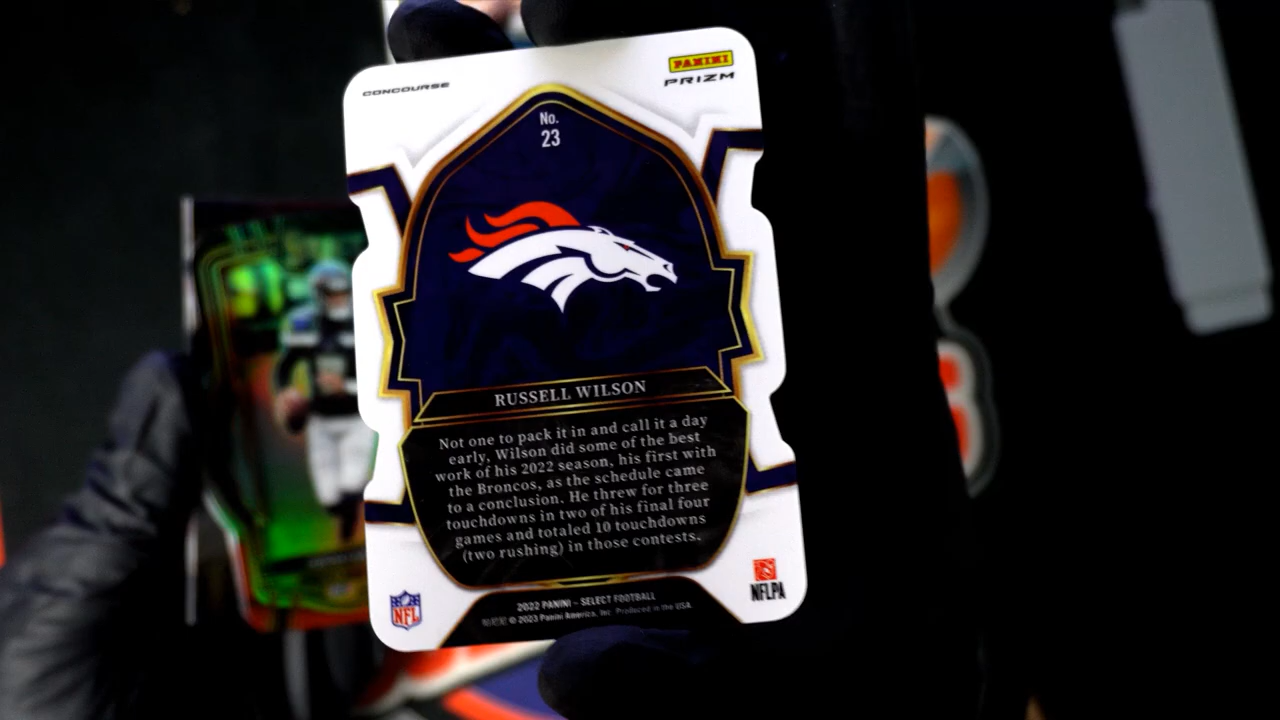 CONCOURSE
PANINI
PRIZM
No.
23
RUSSELL WILSON
Not one to pack it in and call it a day
early, Wilson did some of the best
work of his 2022 season, his first with
the Broncos, as the schedule came
to a conclusion. He threw for three
touchdowns in two of his final four
games and totaled 10 touchdowns
(two rushing) in those contests.
NFL
NFLPA
2022 PANINI – SELECT FOOTBALL
© 2023 Panini America, Inc. Produced in the USA.